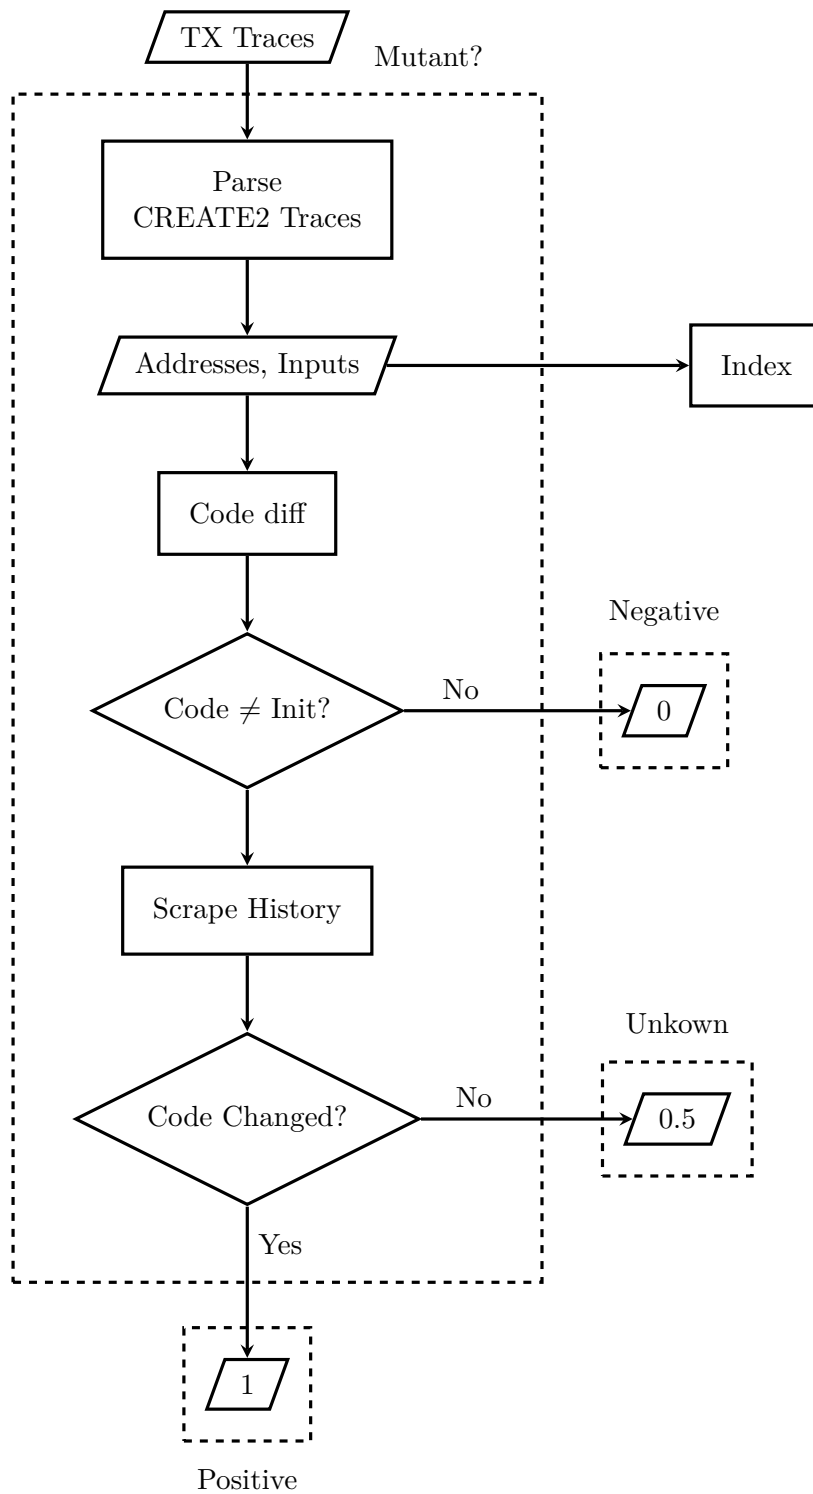 TX Traces
Mutant?
Parse
CREATE2 Traces
Addresses, Inputs
Index
Code diff
Negative
Code ≠ Init?
No
0
Scrape History
Unkown
Code Changed?
No
0.5
Yes
1
Positive